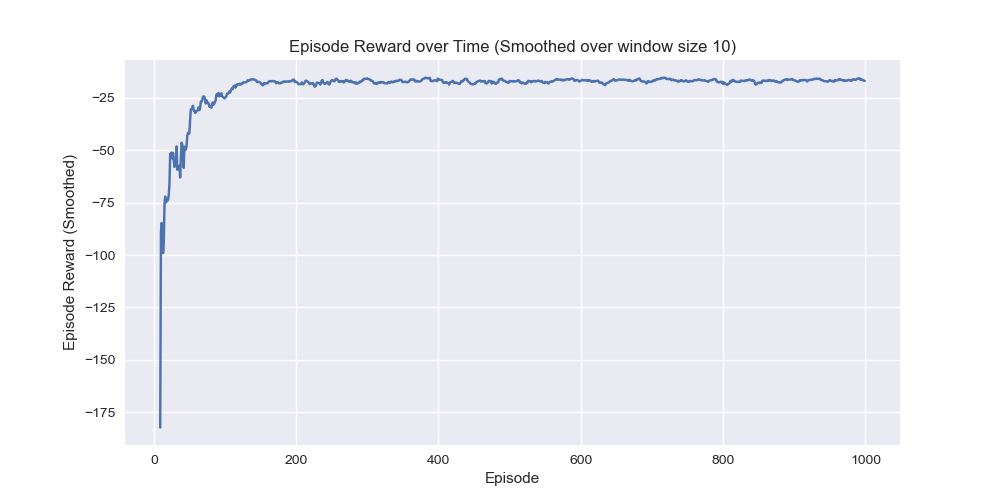 Episode Reward over Time (Smoothed over window size 10)
Episode Reward (Smoothed)
−25
−50
−75
−100
−125
−150
−175
0 200 400 600 800 1000
Episode